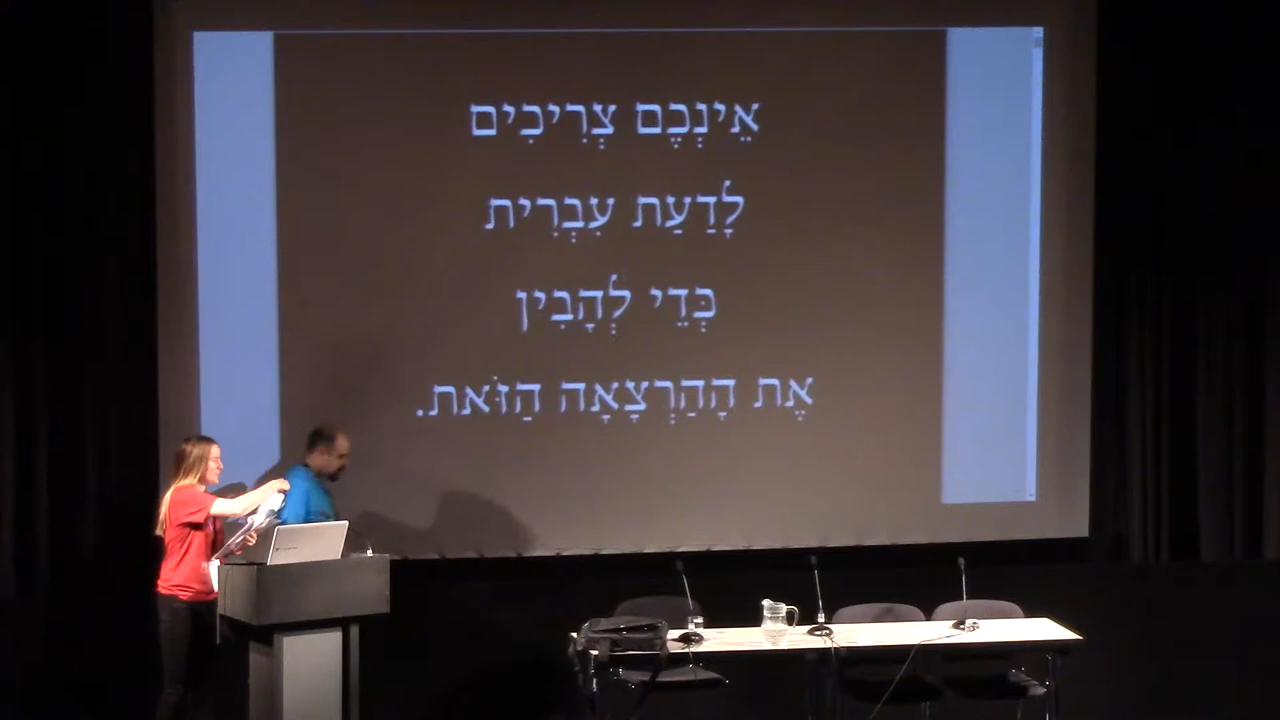 אֵינְכֶם צְרִיכִים
לָדַעַת עִבְרִית
כְּדֵי לְהָבִין
אֶת הָהַרְצָאָה הַזֹּאת.